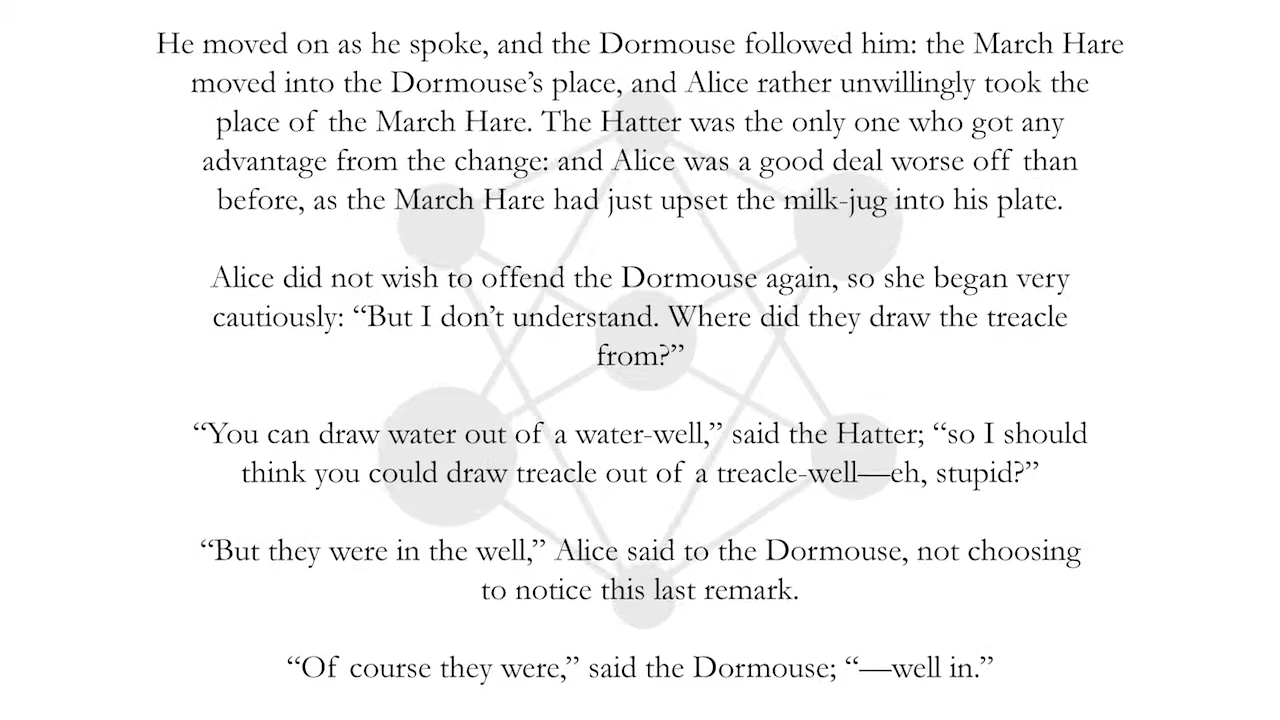 He moved on as he spoke, and the Dormouse followed him: the March Hare
moved into the Dormouse’s place, and Alice rather unwillingly took the
place of the March Hare. The Hatter was the only one who got any
advantage from the change: and Alice was a good deal worse off than
before, as the March Hare had just upset the milk-jug into his plate.
Alice did not wish to offend the Dormouse again, so she began very
cautiously: “But I don’t understand. Where did they draw the treacle
from?”
“You can draw water out of a water-well,” said the Hatter; “so I should
think you could draw treacle out of a treacle-well—eh, stupid?”
“But they were in the well,” Alice said to the Dormouse, not choosing
to notice this last remark.
“Of course they were,” said the Dormouse; “—well in.”